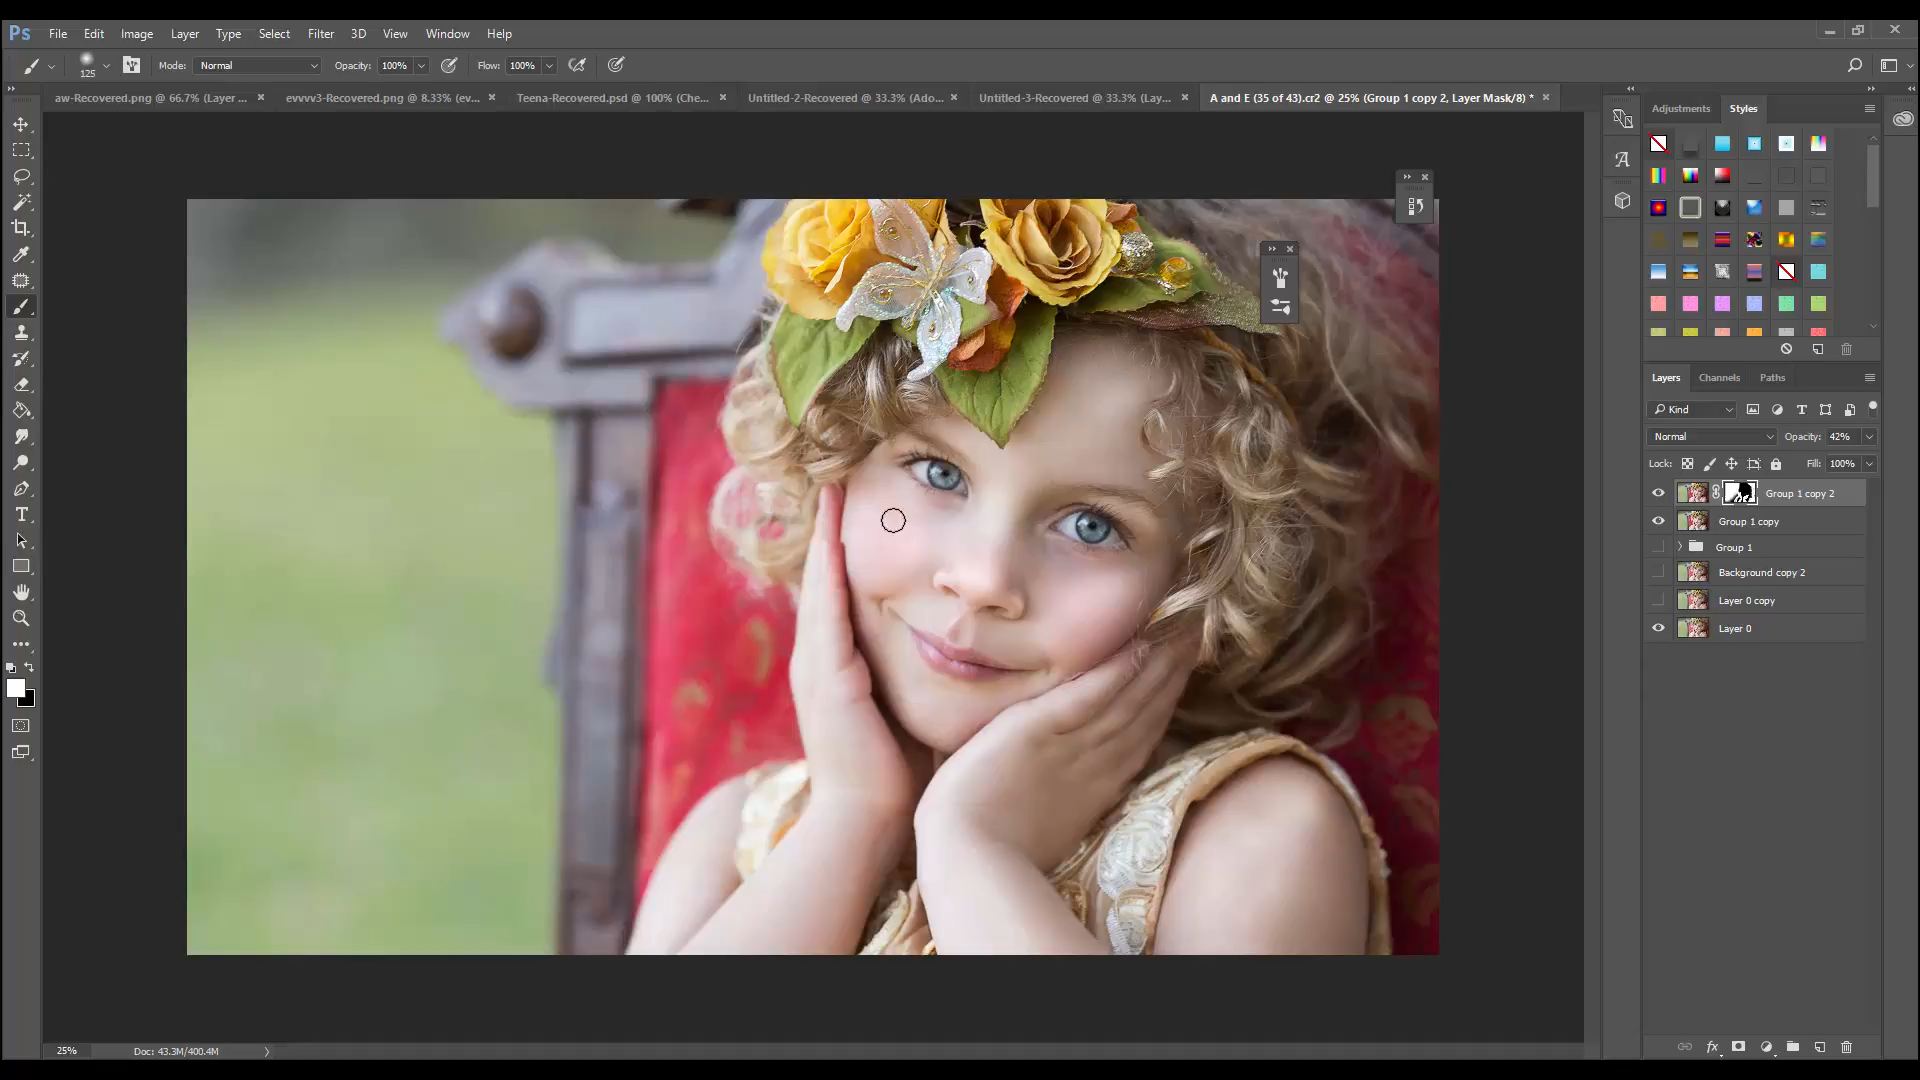 Ps File Edit Image Layer Type Select Filter 3D View Window Help
125 Mode: Normal Opacity: 100% Flow: 100%
aw-Recovered.png @ 66.7% (Layer ... evvvv3-Recovered.png @ 8.33% (ev... Teena-Recovered.psd @ 100% (Che... Untitled-2-Recovered @ 33.3% (Ado... Untitled-3-Recovered @ 33.3% (Lay... A and E (35 of 43).cr2 @ 25% (Group 1 copy 2, Layer Mask/8) *
Adjustments Styles
Layers Channels Paths
Kind
Normal Opacity: 42%
Lock: Fill: 100%
Group 1 copy 2
Group 1 copy
Group 1
Background copy 2
Layer 0 copy
Layer 0
25% Doc: 43.3M/400.4M
fx